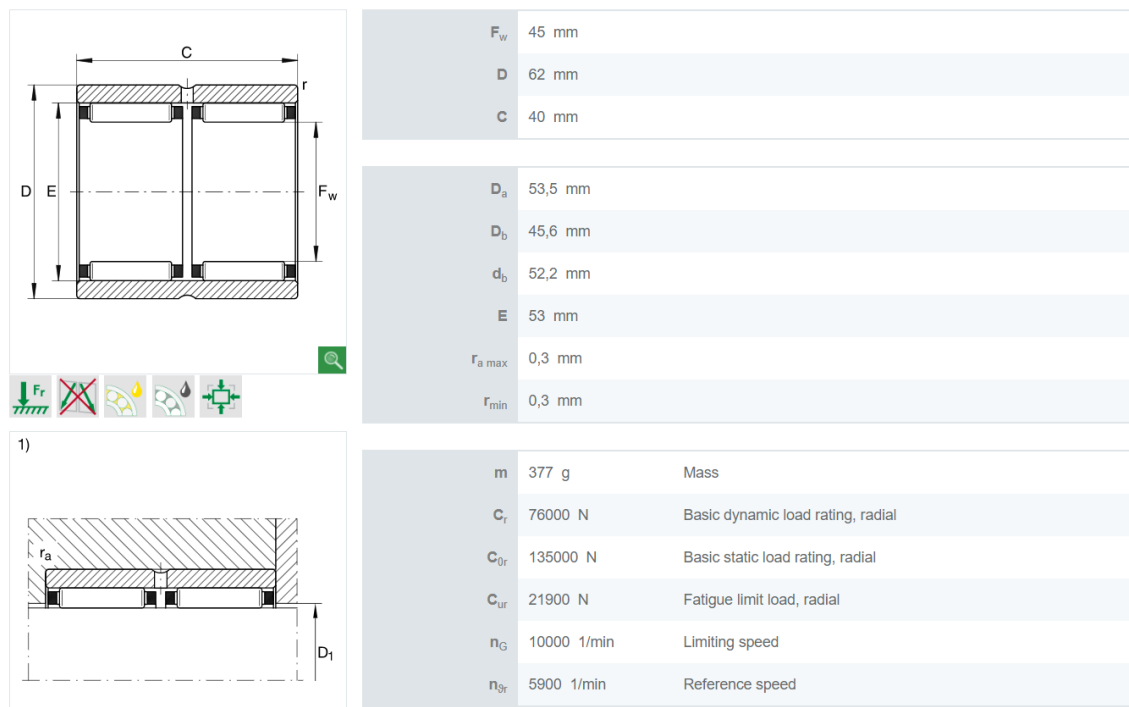 C
r
D
E
Fw
Fr
1)
ra
D1
Fw 45 mm
D 62 mm
C 40 mm
Da 53,5 mm
Db 45,6 mm
db 52,2 mm
E 53 mm
ra max 0,3 mm
rmin 0,3 mm
m 377 g Mass
Cr 76000 N Basic dynamic load rating, radial
C0r 135000 N Basic static load rating, radial
Cur 21900 N Fatigue limit load, radial
nG 10000 1/min Limiting speed
nϑr 5900 1/min Reference speed